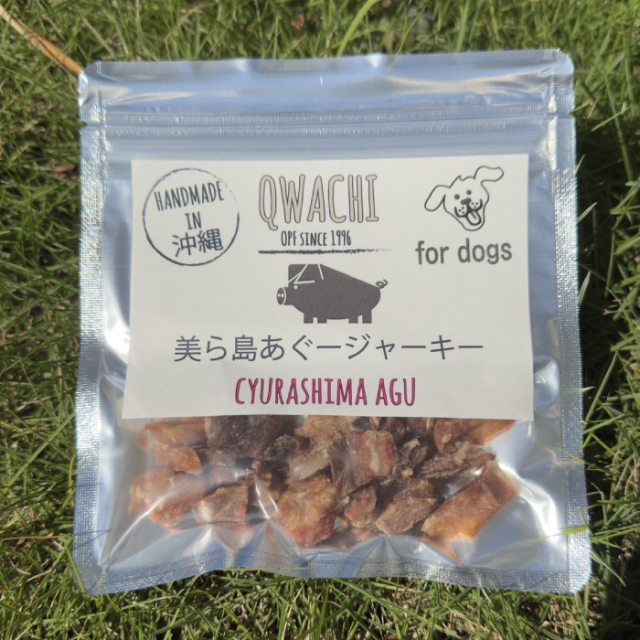 HANDMADE
IN
沖縄
QWACHI
OPF SINCE 1996
for dogs
美ら島あぐージャーキー
CYURASHIMA AGU